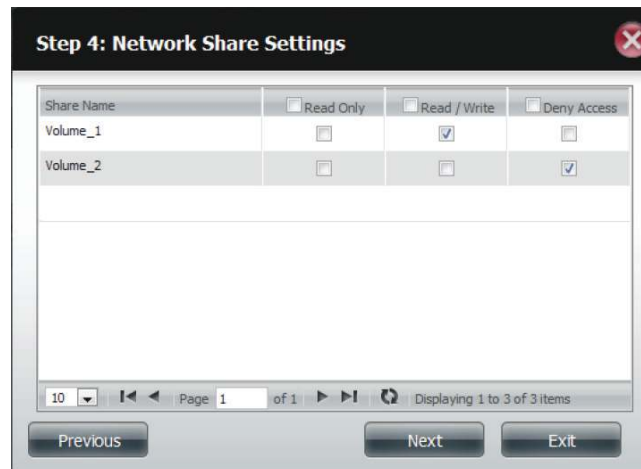 Step 4: Network Share Settings
Share Name Read Only Read / Write Deny Access
Volume_1
Volume_2
10 Page 1 of 1 Displaying 1 to 3 of 3 items
Previous Next Exit